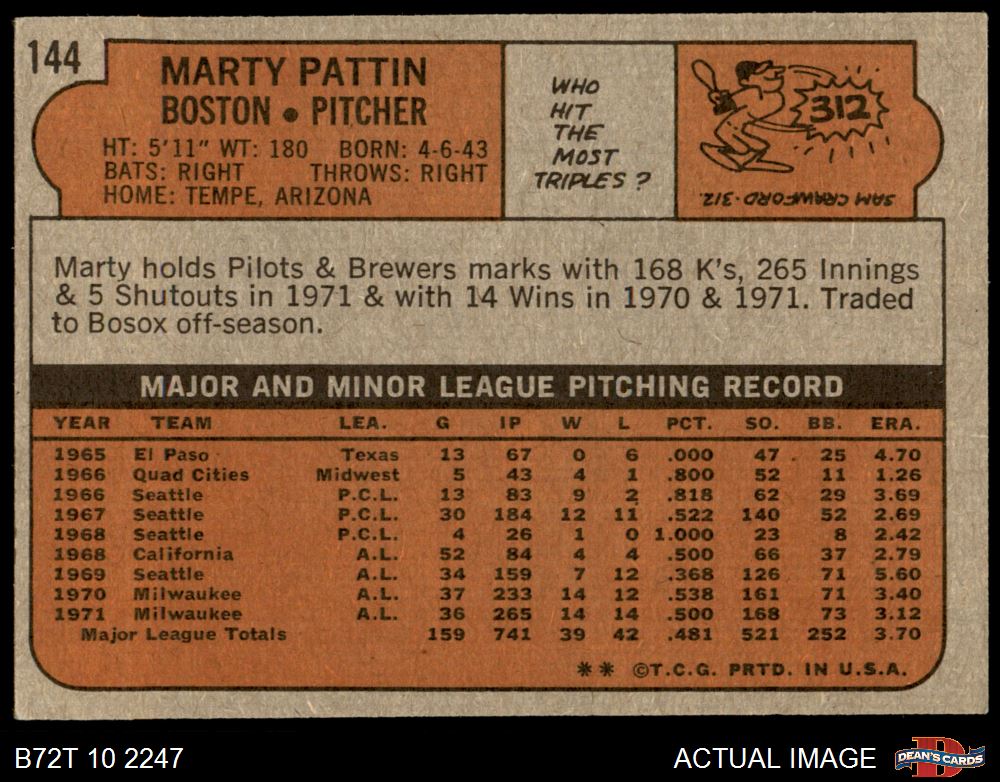 144
MARTY PATTIN
BOSTON • PITCHER
HT: 5'11" WT: 180 BORN: 4-6-43
BATS: RIGHT THROWS: RIGHT
HOME: TEMPE, ARIZONA
WHO
HIT
THE
MOST
TRIPLES?
312
SAM CRAWFORD-312.
Marty holds Pilots & Brewers marks with 168 K's, 265 Innings
& 5 Shutouts in 1971 & with 14 Wins in 1970 & 1971. Traded
to Bosox off-season.
MAJOR AND MINOR LEAGUE PITCHING RECORD
YEAR TEAM LEA. G IP W L PCT. SO. BB. ERA.
1965 El Paso Texas 13 67 0 6 .000 47 25 4.70
1966 Quad Cities Midwest 5 43 4 1 .800 52 11 1.26
1966 Seattle P.C.L. 13 83 9 2 .818 62 29 3.69
1967 Seattle P.C.L. 30 184 12 11 .522 140 52 2.69
1968 Seattle P.C.L. 4 26 1 0 1.000 23 8 2.42
1968 California A.L. 52 84 4 4 .500 66 37 2.79
1969 Seattle A.L. 34 159 7 12 .368 126 71 5.60
1970 Milwaukee A.L. 37 233 14 12 .538 161 71 3.40
1971 Milwaukee A.L. 36 265 14 14 .500 168 73 3.12
Major League Totals 159 741 39 42 .481 521 252 3.70
** ©T.C.G. PRTD. IN U.S.A.
B72T 10 2247
ACTUAL IMAGE
D
DEAN'S CARDS